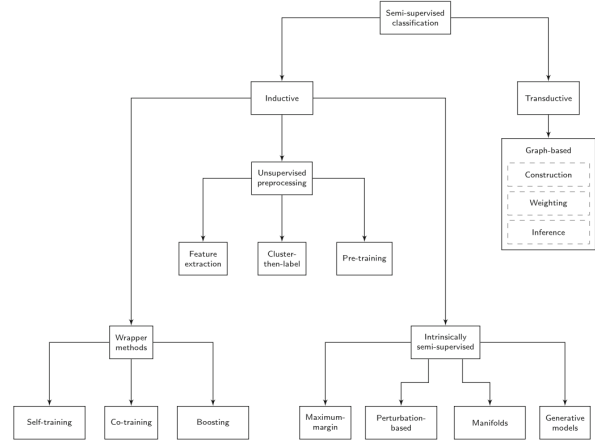 Semi-supervised
classification
Inductive
Transductive
Graph-based
Construction
Weighting
Inference
Unsupervised
preprocessing
Feature
extraction
Cluster-
then-label
Pre-training
Wrapper
methods
Intrinsically
semi-supervised
Self-training
Co-training
Boosting
Maximum-
margin
Perturbation-
based
Manifolds
Generative
models